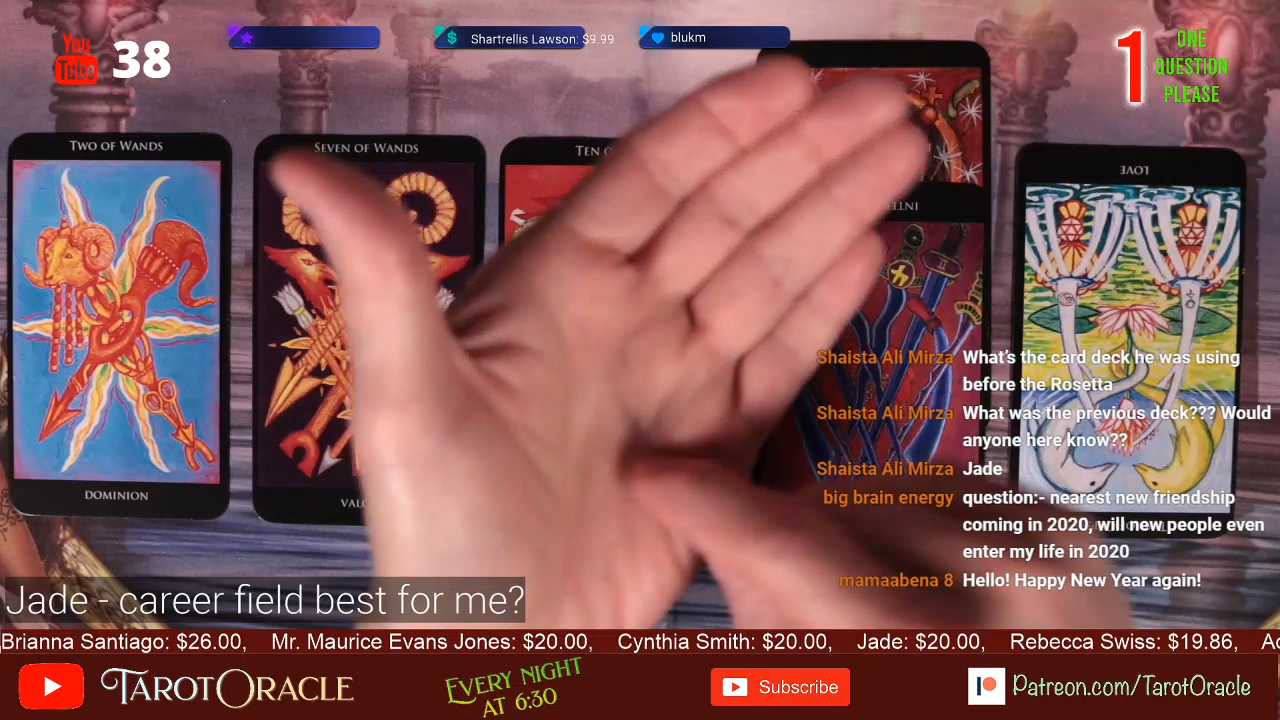 You
Tube
38
Shartrellis Lawson: $9.99
blukm
1
ONE
QUESTION
PLEASE
TWO OF WANDS
SEVEN OF WANDS
TEN O
LOVE
DOMINION
VALO
Shaista Ali Mirza What's the card deck he was using
before the Rosetta
Shaista Ali Mirza What was the previous deck??? Would
anyone here know??
Shaista Ali Mirza Jade
big brain energy question:- nearest new friendship
coming in 2020, will new people even
enter my life in 2020
mamaabena 8 Hello! Happy New Year again!
Jade - career field best for me?
Brianna Santiago: $26.00, Mr. Maurice Evans Jones: $20.00, Cynthia Smith: $20.00, Jade: $20.00, Rebecca Swiss: $19.86, Ac
TAROTORACLE
EVERY NIGHT
AT 6:30
Subscribe
Patreon.com/TarotOracle